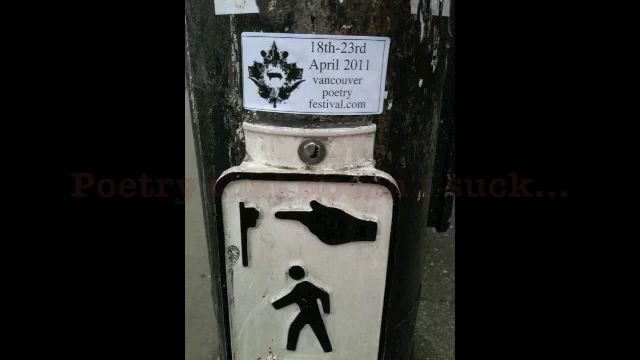 18th-23rd
April 2011
vancouver
poetry
festival.com
Poetry suck...